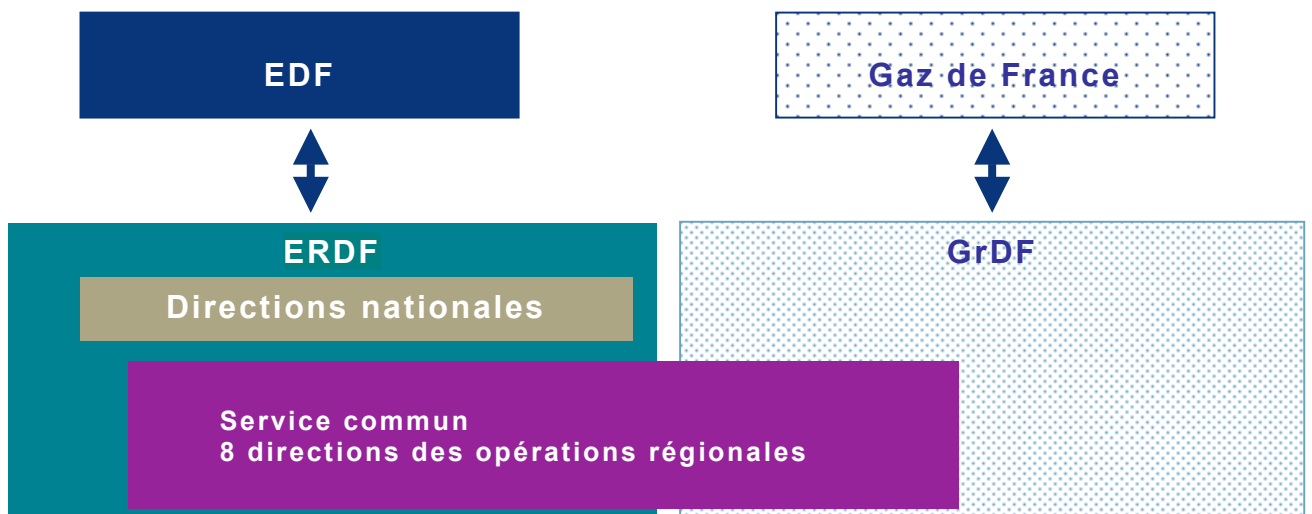 EDF
Gaz de France
ERDF
GrDF
Directions nationales
Service commun
8 directions des opérations régionales